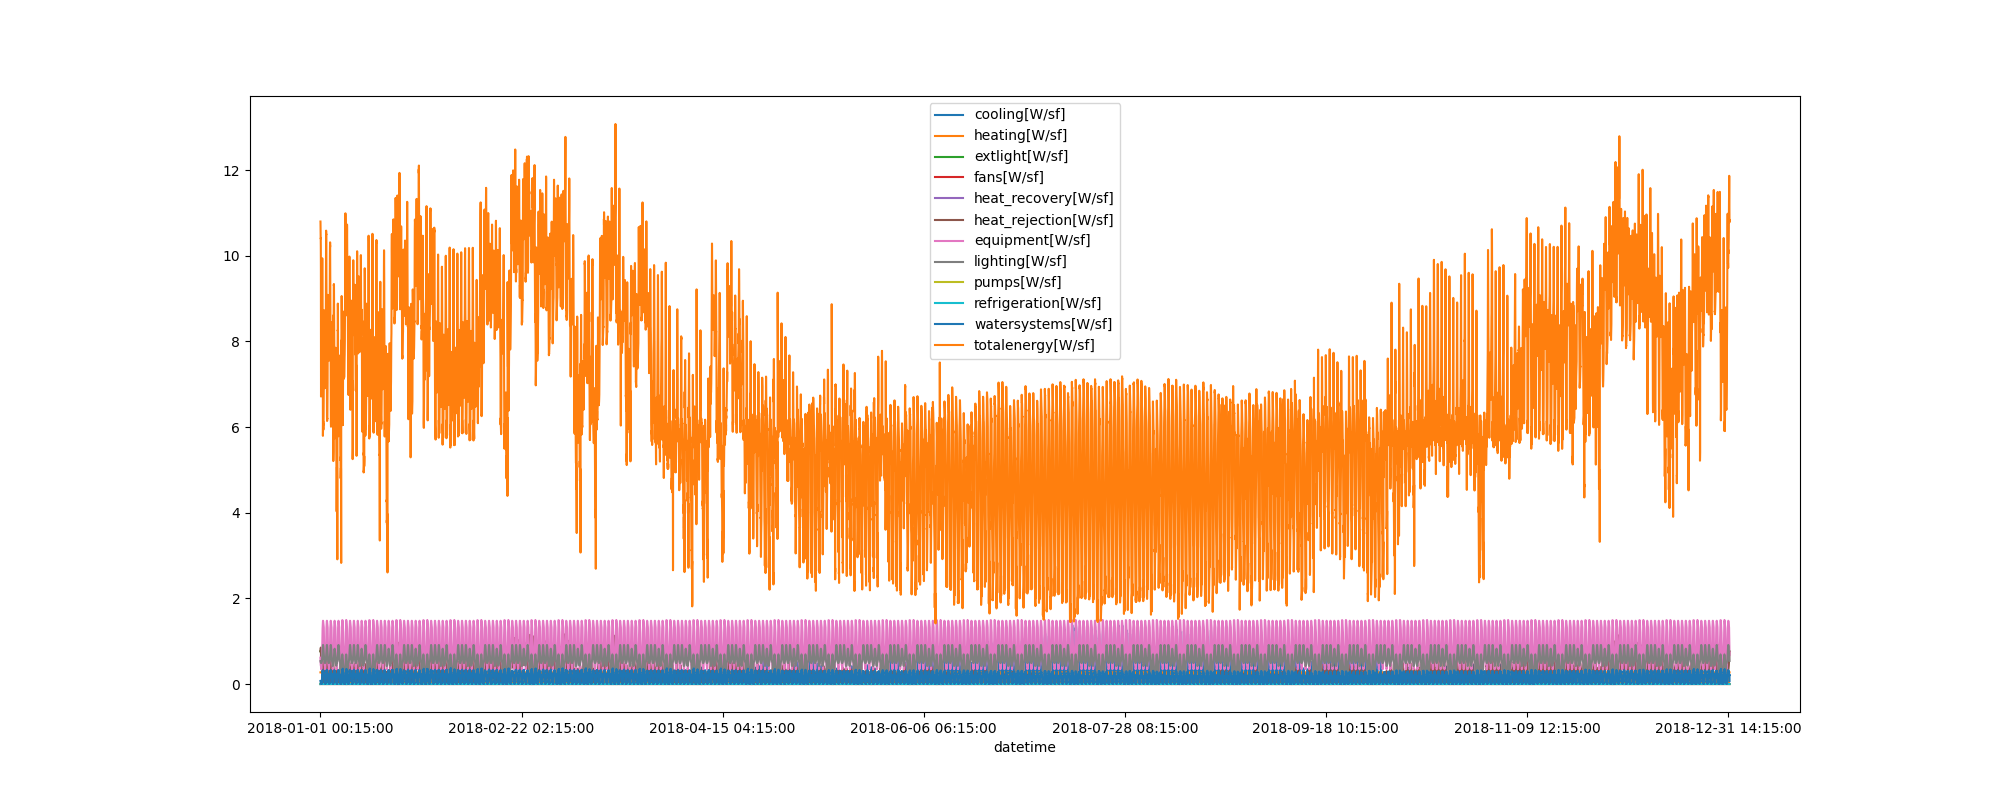 cooling[W/sf]
heating[W/sf]
extlight[W/sf]
fans[W/sf]
heat_recovery[W/sf]
heat_rejection[W/sf]
equipment[W/sf]
lighting[W/sf]
pumps[W/sf]
refrigeration[W/sf]
watersystems[W/sf]
totalenergy[W/sf]
12
10
8
6
4
2
0
2018-01-01 00:15:00 2018-02-22 02:15:00 2018-04-15 04:15:00 2018-06-06 06:15:00 2018-07-28 08:15:00 2018-09-18 10:15:00 2018-11-09 12:15:00 2018-12-31 14:15:00
datetime